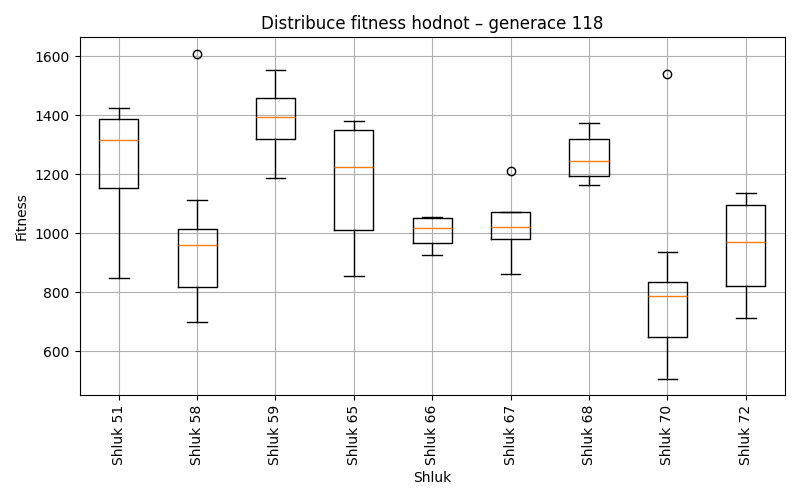 Distribuce fitness hodnot – generace 118
Fitness
1600
1400
1200
1000
800
600
Shluk 51
Shluk 58
Shluk 59
Shluk 65
Shluk 66
Shluk 67
Shluk 68
Shluk 70
Shluk 72
Shluk